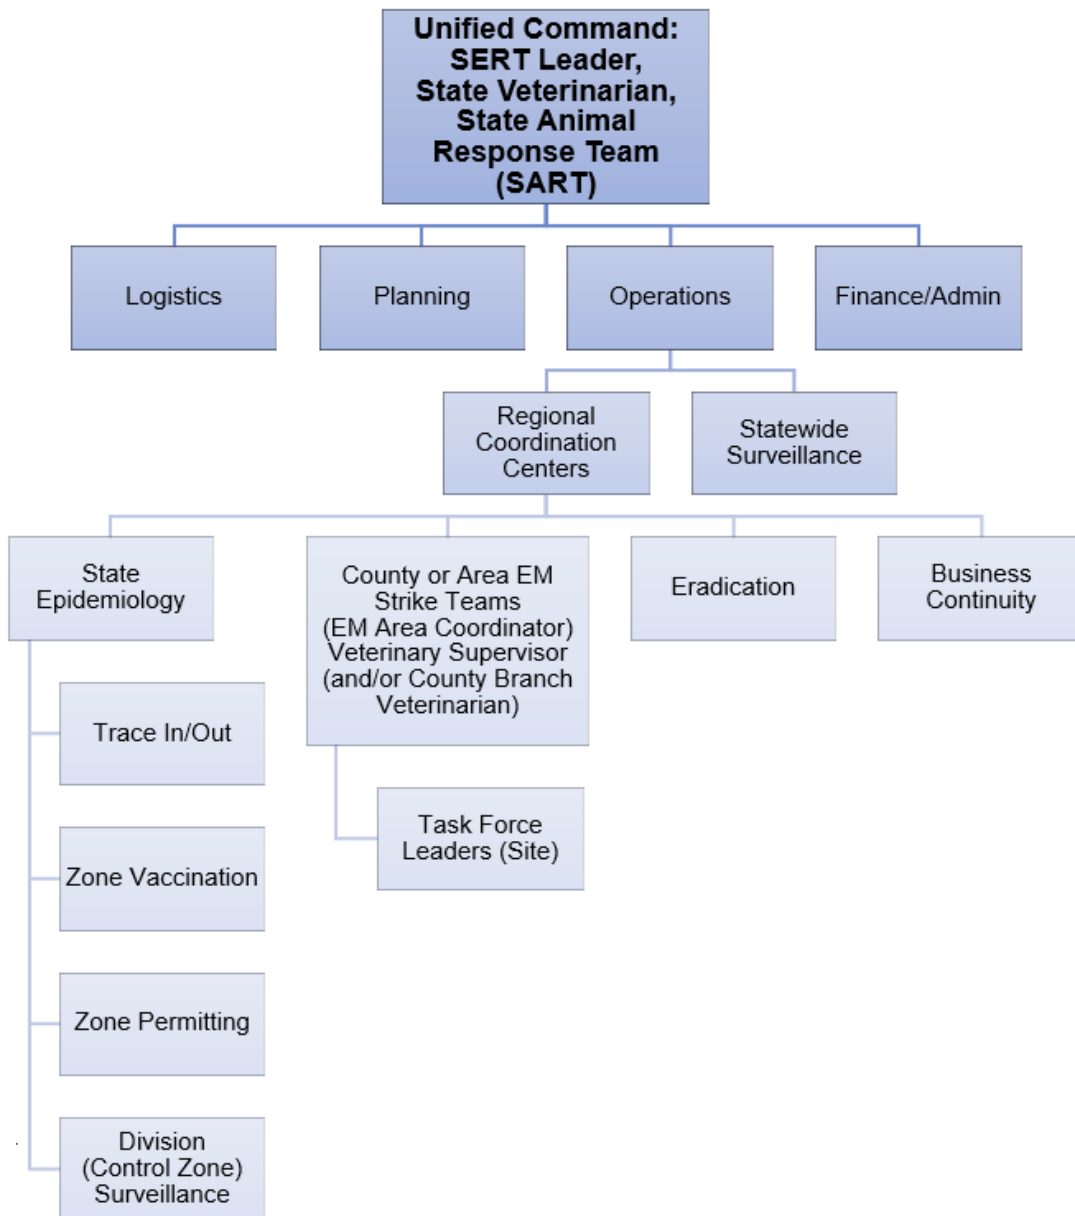 Unified Command:
SERT Leader,
State Veterinarian,
State Animal
Response Team
(SART)
Logistics
Planning
Operations
Finance/Admin
Regional
Coordination
Centers
Statewide
Surveillance
State
Epidemiology
County or Area EM
Strike Teams
(EM Area Coordinator)
Veterinary Supervisor
(and/or County Branch
Veterinarian)
Eradication
Business
Continuity
Trace In/Out
Task Force
Leaders (Site)
Zone Vaccination
Zone Permitting
Division
(Control Zone)
Surveillance